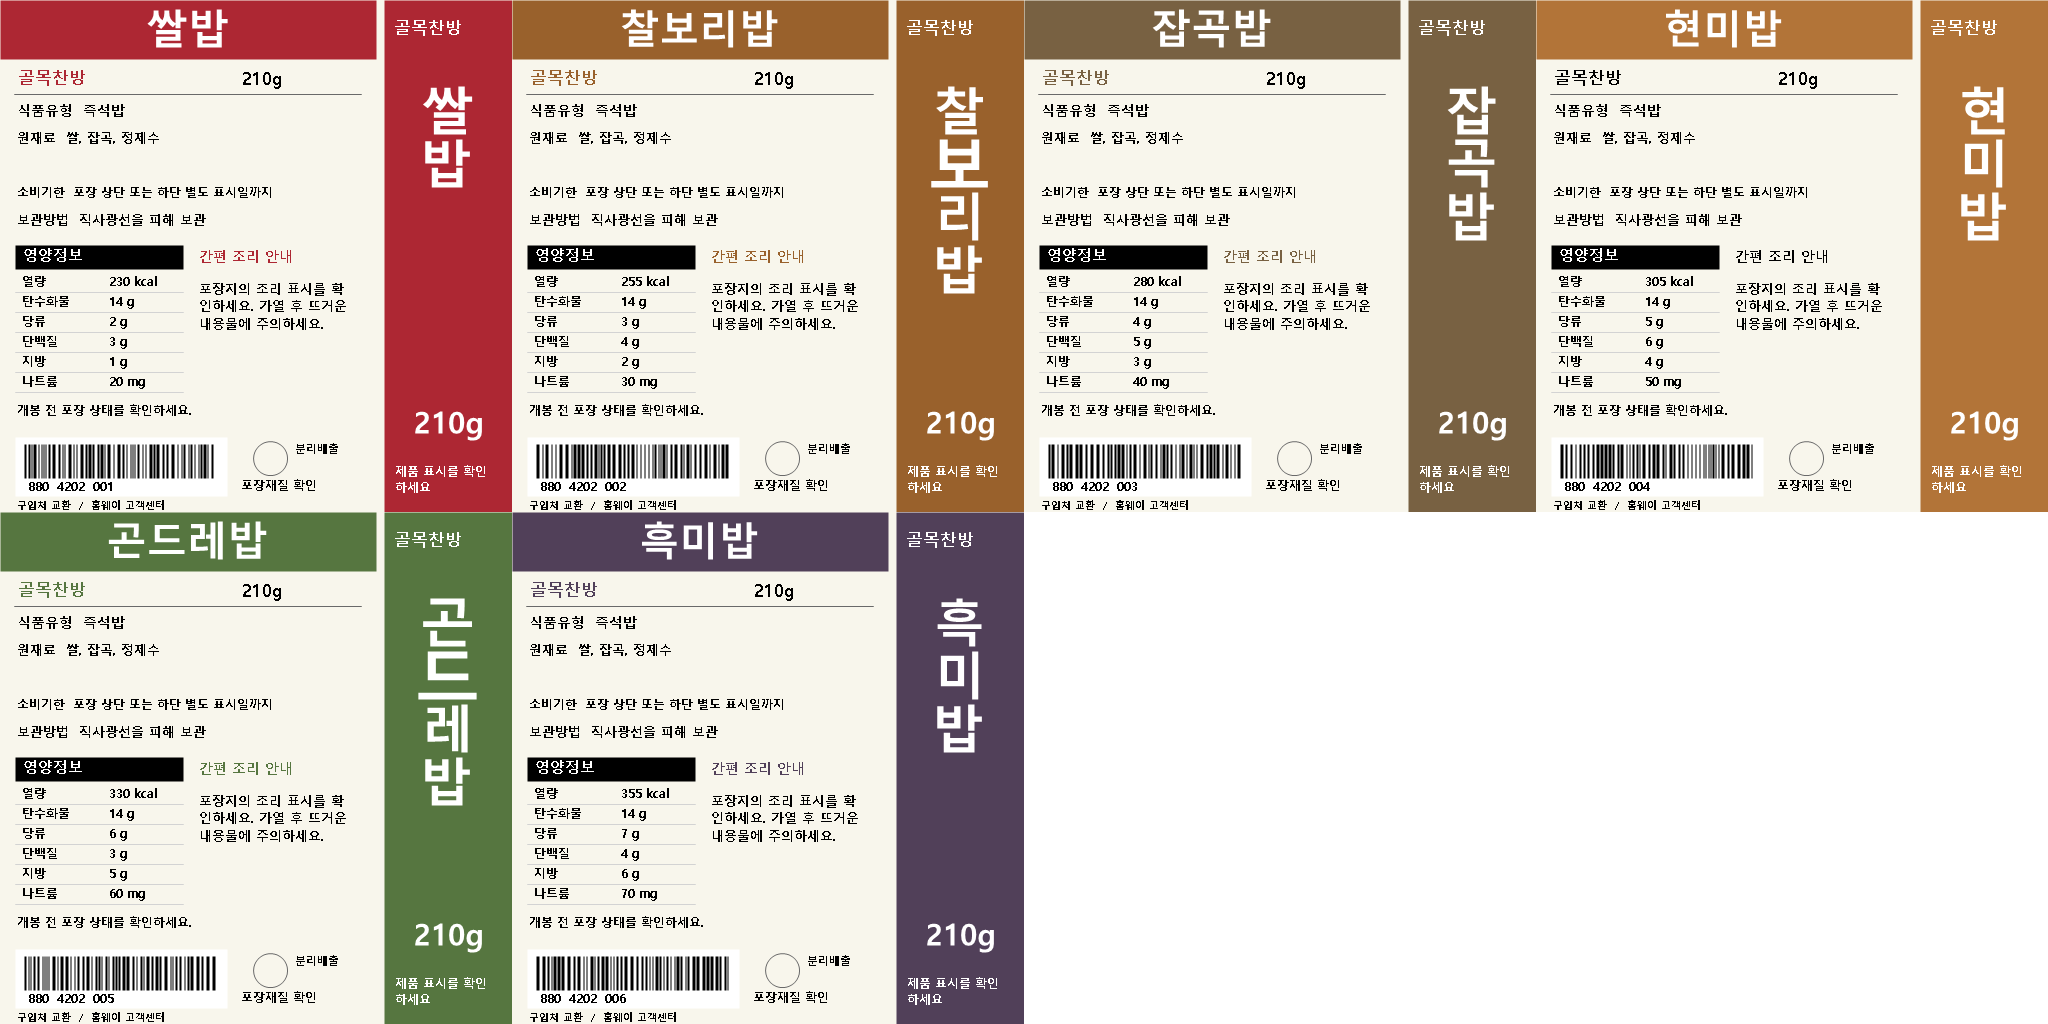 쌀밥
골목찬방 210g
식품유형 즉석밥
원재료 쌀, 잡곡, 정제수
소비기한 포장 상단 또는 하단 별도 표시일까지
보관방법 직사광선을 피해 보관
영양정보
열량 230 kcal
탄수화물 14 g
당류 2 g
단백질 3 g
지방 1 g
나트륨 20 mg
간편 조리 안내
포장지의 조리 표시를 확
인하세요. 가열 후 뜨거운
내용물에 주의하세요.
개봉 전 포장 상태를 확인하세요.
880 4202 001
분리배출
포장재질 확인
구입처 교환 / 홈웨이 고객센터
골목찬방
쌀밥
210g
제품 표시를 확인
하세요
찰보리밥
골목찬방 210g
식품유형 즉석밥
원재료 쌀, 잡곡, 정제수
소비기한 포장 상단 또는 하단 별도 표시일까지
보관방법 직사광선을 피해 보관
영양정보
열량 255 kcal
탄수화물 14 g
당류 3 g
단백질 4 g
지방 2 g
나트륨 30 mg
간편 조리 안내
포장지의 조리 표시를 확
인하세요. 가열 후 뜨거운
내용물에 주의하세요.
개봉 전 포장 상태를 확인하세요.
880 4202 002
분리배출
포장재질 확인
구입처 교환 / 홈웨이 고객센터
골목찬방
찰보리밥
210g
제품 표시를 확인
하세요
잡곡밥
골목찬방 210g
식품유형 즉석밥
원재료 쌀, 잡곡, 정제수
소비기한 포장 상단 또는 하단 별도 표시일까지
보관방법 직사광선을 피해 보관
영양정보
열량 280 kcal
탄수화물 14 g
당류 4 g
단백질 5 g
지방 3 g
나트륨 40 mg
간편 조리 안내
포장지의 조리 표시를 확
인하세요. 가열 후 뜨거운
내용물에 주의하세요.
개봉 전 포장 상태를 확인하세요.
880 4202 003
분리배출
포장재질 확인
구입처 교환 / 홈웨이 고객센터
골목찬방
잡곡밥
210g
제품 표시를 확인
하세요
현미밥
골목찬방 210g
식품유형 즉석밥
원재료 쌀, 잡곡, 정제수
소비기한 포장 상단 또는 하단 별도 표시일까지
보관방법 직사광선을 피해 보관
영양정보
열량 305 kcal
탄수화물 14 g
당류 5 g
단백질 6 g
지방 4 g
나트륨 50 mg
간편 조리 안내
포장지의 조리 표시를 확
인하세요. 가열 후 뜨거운
내용물에 주의하세요.
개봉 전 포장 상태를 확인하세요.
880 4202 004
분리배출
포장재질 확인
구입처 교환 / 홈웨이 고객센터
골목찬방
현미밥
210g
제품 표시를 확인
하세요
곤드레밥
골목찬방 210g
식품유형 즉석밥
원재료 쌀, 잡곡, 정제수
소비기한 포장 상단 또는 하단 별도 표시일까지
보관방법 직사광선을 피해 보관
영양정보
열량 330 kcal
탄수화물 14 g
당류 6 g
단백질 3 g
지방 5 g
나트륨 60 mg
간편 조리 안내
포장지의 조리 표시를 확
인하세요. 가열 후 뜨거운
내용물에 주의하세요.
개봉 전 포장 상태를 확인하세요.
880 4202 005
분리배출
포장재질 확인
구입처 교환 / 홈웨이 고객센터
골목찬방
곤드레밥
210g
제품 표시를 확인
하세요
흑미밥
골목찬방 210g
식품유형 즉석밥
원재료 쌀, 잡곡, 정제수
소비기한 포장 상단 또는 하단 별도 표시일까지
보관방법 직사광선을 피해 보관
영양정보
열량 355 kcal
탄수화물 14 g
당류 7 g
단백질 4 g
지방 6 g
나트륨 70 mg
간편 조리 안내
포장지의 조리 표시를 확
인하세요. 가열 후 뜨거운
내용물에 주의하세요.
개봉 전 포장 상태를 확인하세요.
880 4202 006
분리배출
포장재질 확인
구입처 교환 / 홈웨이 고객센터
골목찬방
흑미밥
210g
제품 표시를 확인
하세요